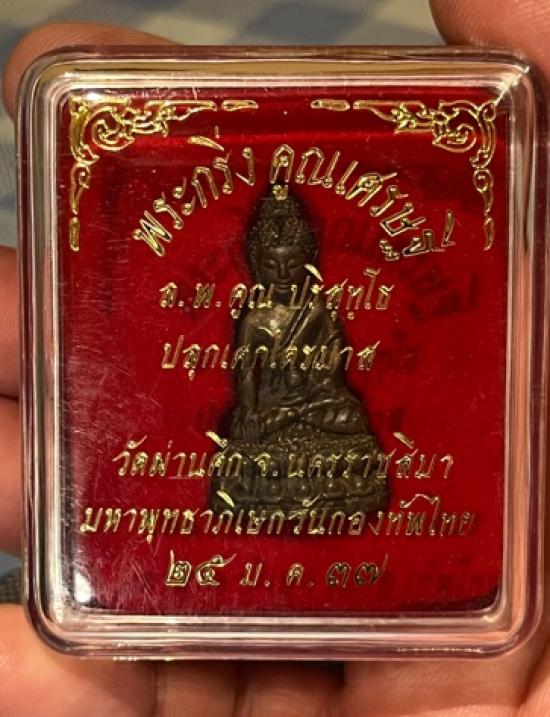 พระกริ่ง คูณเศรษฐี
ล.พ.คูณ ปริสุทฺโธ
ปลุกเสกไตรมาส
วัดผ่านศึก จ.นครราชสีมา
มหาพุทธาภิเษกวันกองทัพไทย
๒๕ ม.ค.๓๗